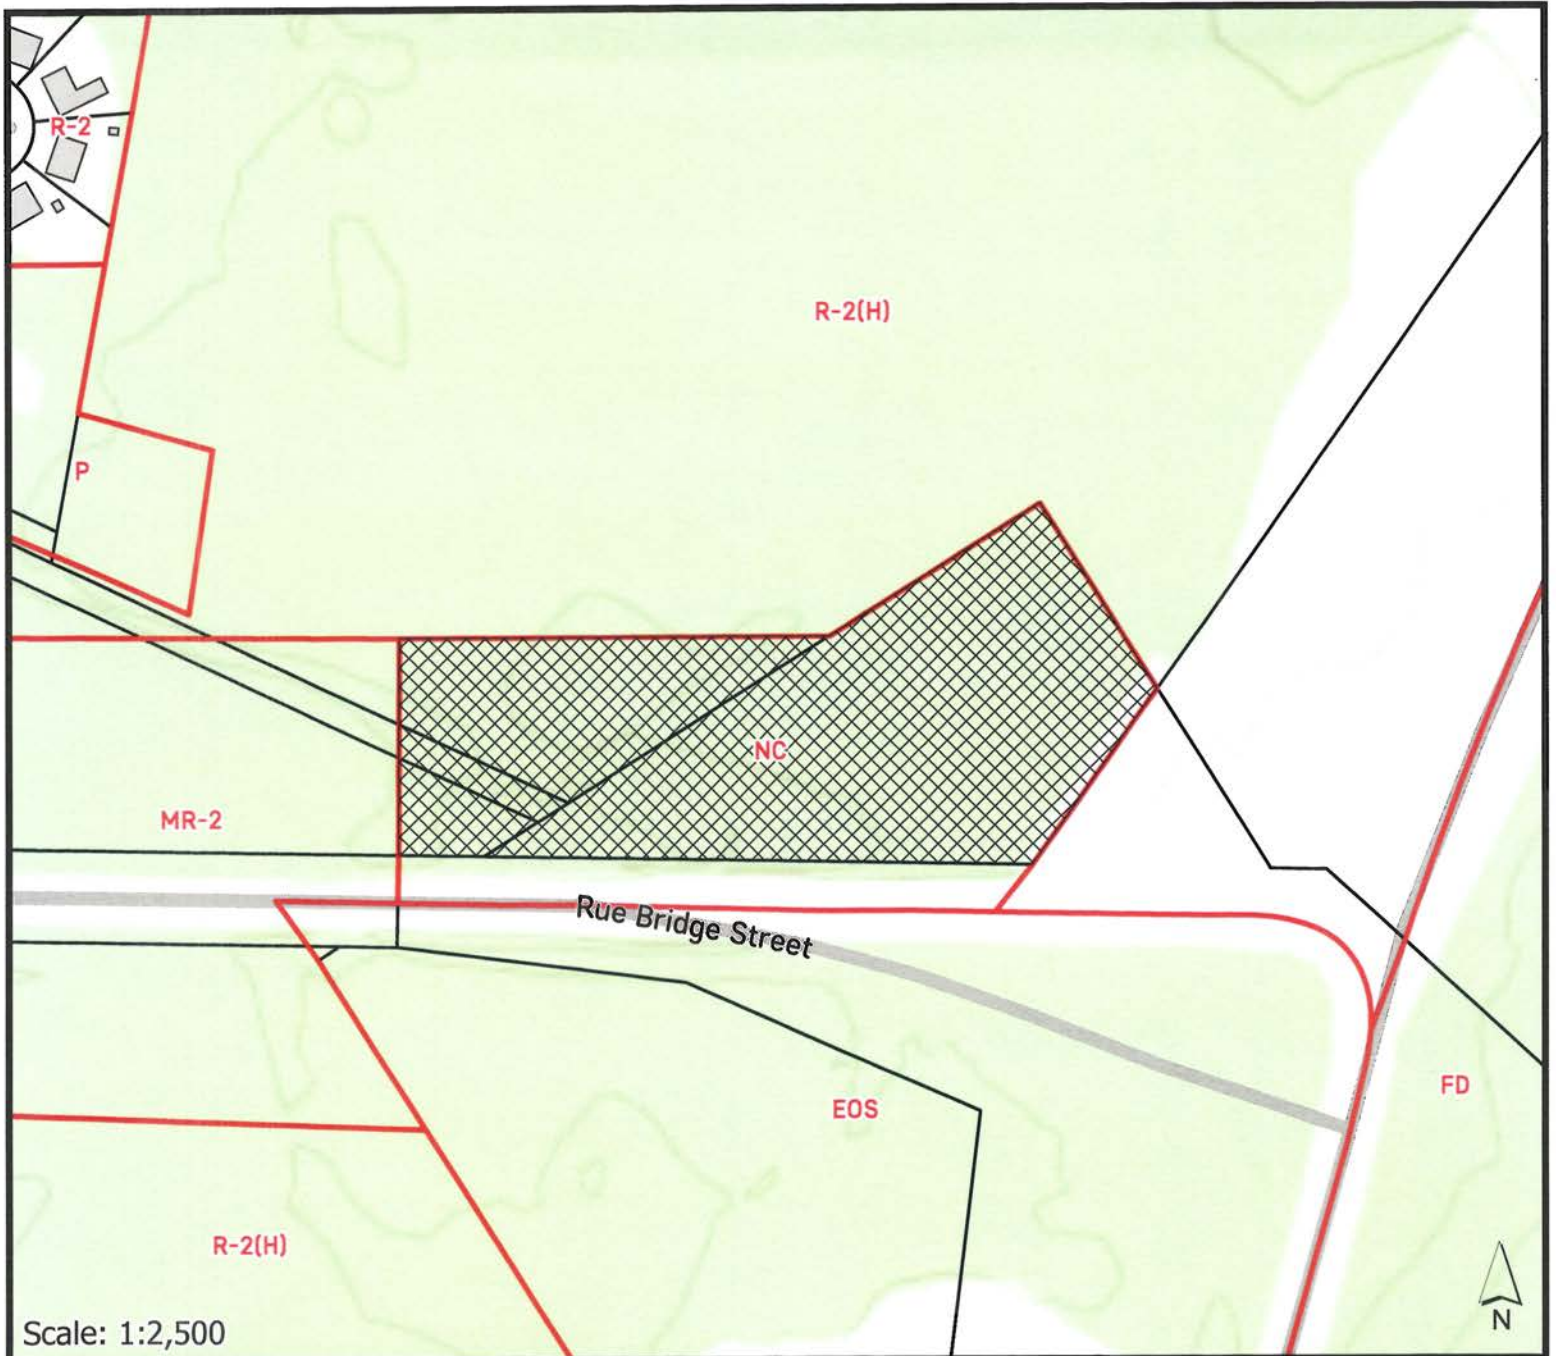 R-2
R-2(H)
P
NC
MR-2
Rue Bridge Street
FD
EOS
R-2(H)
N
Scale: 1:2,500